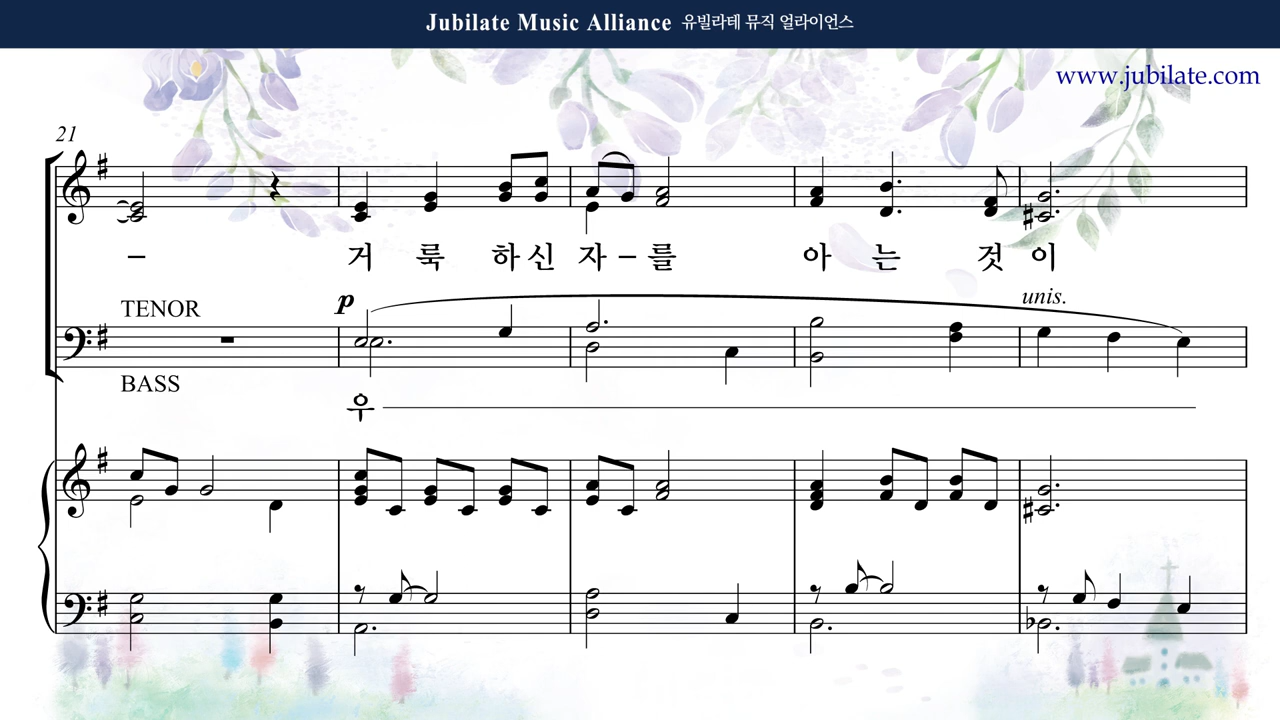 Jubilate Music Alliance 유빌라테 뮤직 얼라이언스
www.jubilate.com
21
- 거 룩 하 신 자 - 를 아 는 것 이
TENOR
p
unis.
BASS
우